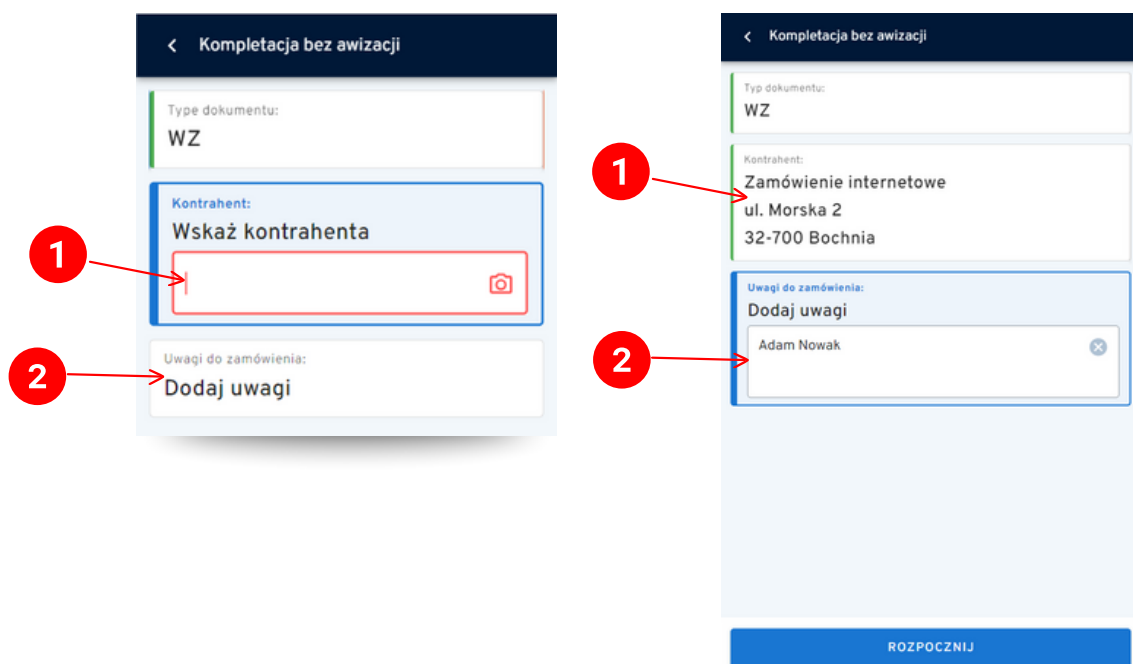 Kompletacja bez awizacji
Type dokumentu:
WZ
Kontrahent:
Wskaż kontrahenta
1
Uwagi do zamówienia:
2
Dodaj uwagi
Kompletacja bez awizacji
Typ dokumentu:
WZ
Kontrahent:
1
Zamówienie internetowe
ul. Morska 2
32-700 Bochnia
Uwagi do zamówienia:
Dodaj uwagi
2
Adam Nowak
ROZPOCZNIJ